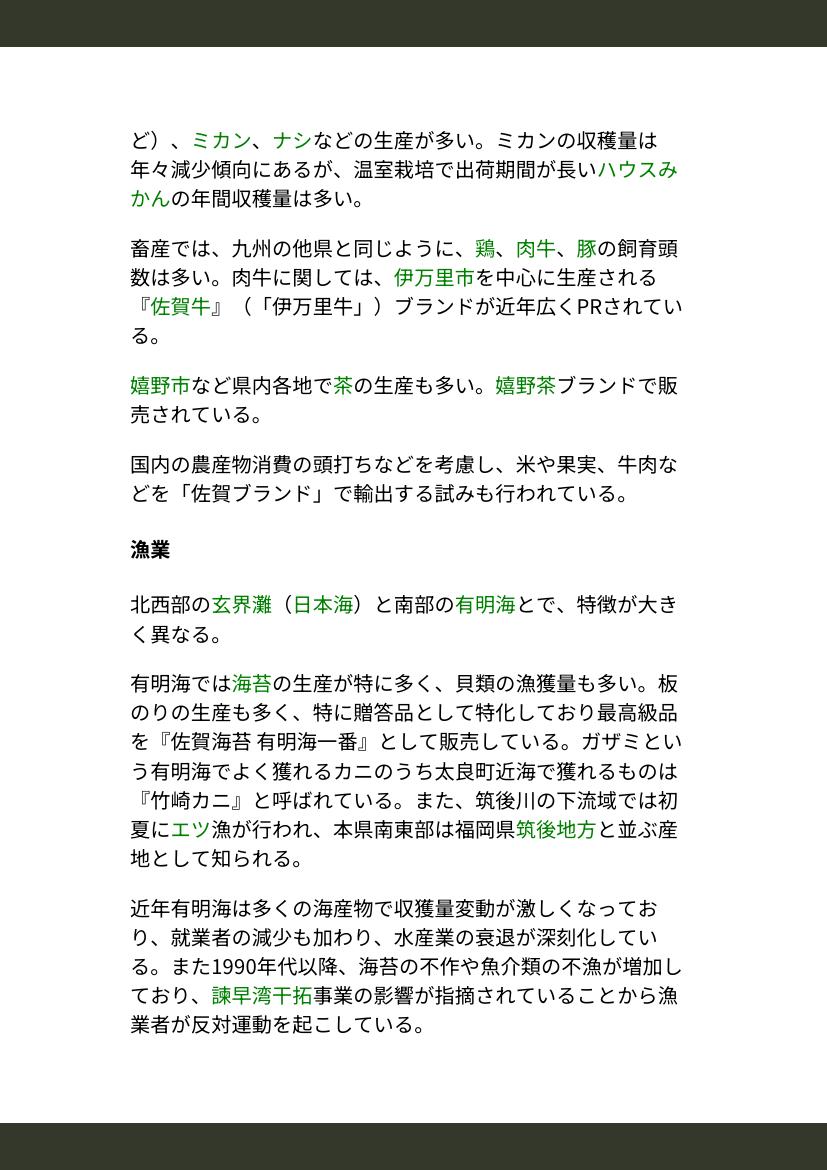 ど）、ミカン、ナシなどの生産が多い。ミカンの収穫量は
年々減少傾向にあるが、温室栽培で出荷期間が長いハウスみ
かんの年間収穫量は多い。
畜産では、九州の他県と同じように、鶏、肉牛、豚の飼育頭
数は多い。肉牛に関しては、伊万里市を中心に生産される
『佐賀牛』（「伊万里牛」）ブランドが近年広くPRされてい
る。
嬉野市など県内各地で茶の生産も多い。嬉野茶ブランドで販
売されている。
国内の農産物消費の頭打ちなどを考慮し、米や果実、牛肉な
どを「佐賀ブランド」で輸出する試みも行われている。
漁業
北西部の玄界灘（日本海）と南部の有明海とで、特徴が大き
く異なる。
有明海では海苔の生産が特に多く、貝類の漁獲量も多い。板
のりの生産も多く、特に贈答品として特化しており最高級品
を『佐賀海苔 有明海一番』として販売している。ガザミとい
う有明海でよく獲れるカニのうち太良町近海で獲れるものは
『竹崎カニ』と呼ばれている。また、筑後川の下流域では初
夏にエツ漁が行われ、本県南東部は福岡県筑後地方と並ぶ産
地として知られる。
近年有明海は多くの海産物で収獲量変動が激しくなってお
り、就業者の減少も加わり、水産業の衰退が深刻化してい
る。また1990年代以降、海苔の不作や魚介類の不漁が増加し
ており、諫早湾干拓事業の影響が指摘されていることから漁
業者が反対運動を起こしている。